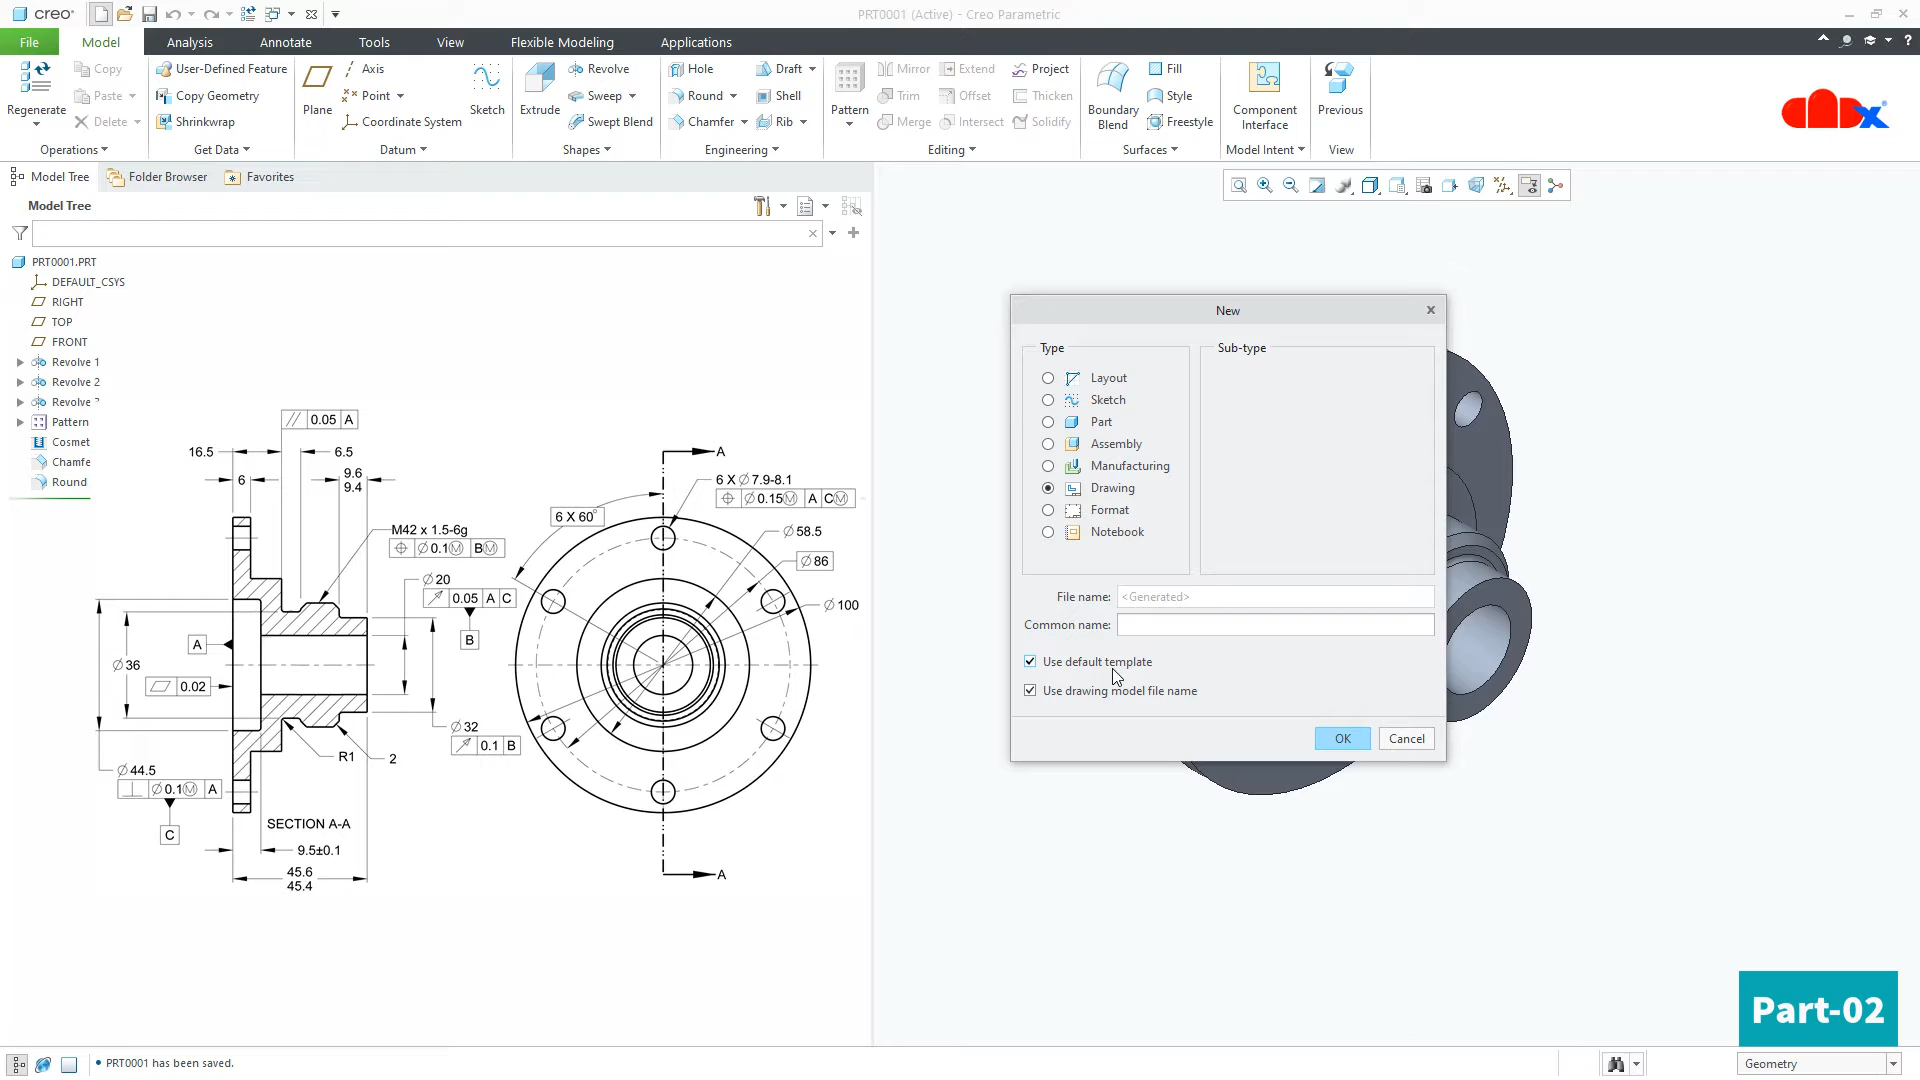 creo
PRT0001 (Active) - Creo Parametric
File Model Analysis Annotate Tools View Flexible Modeling Applications ?
Regenerate
Copy
Paste
Delete
Operations
User-Defined Feature
Copy Geometry
Shrinkwrap
Get Data
Plane
Axis
Point
Coordinate System
Sketch
Datum
Extrude
Revolve
Sweep
Swept Blend
Shapes
Hole
Round
Chamfer
Draft
Shell
Rib
Engineering
Pattern
Mirror
Trim
Merge
Extend
Offset
Intersect
Project
Thicken
Solidify
Editing
Boundary
Blend
Fill
Style
Freestyle
Surfaces
Component
Interface
Model Intent
Previous
View
Model Tree Folder Browser Favorites
Model Tree
PRT0001.PRT
DEFAULT_CSYS
RIGHT
TOP
FRONT
Revolve 1
Revolve 2
Revolve
Pattern
Cosmet
Chamfe
Round
// 0.05 A
16.5 6.5
6
9.6
9.4
M42 x 1.5-6g
⌖ ∅0.1Ⓜ BⓂ
∅20
↗ 0.05 A C
B
A
∅36
▱ 0.02
∅32
↗ 0.1 B
R1 2
∅44.5
⊥ ∅0.1Ⓜ A
C
SECTION A-A
9.5±0.1
45.6
45.4
A
6 X ∅7.9-8.1
⌖ ∅0.15Ⓜ A CⓂ
6 X 60°
∅58.5
∅86
∅100
A
New
Type
Layout
Sketch
Part
Assembly
Manufacturing
Drawing
Format
Notebook
Sub-type
File name: <Generated>
Common name:
Use default template
Use drawing model file name
OK Cancel
Part-02
• PRT0001 has been saved.
Geometry